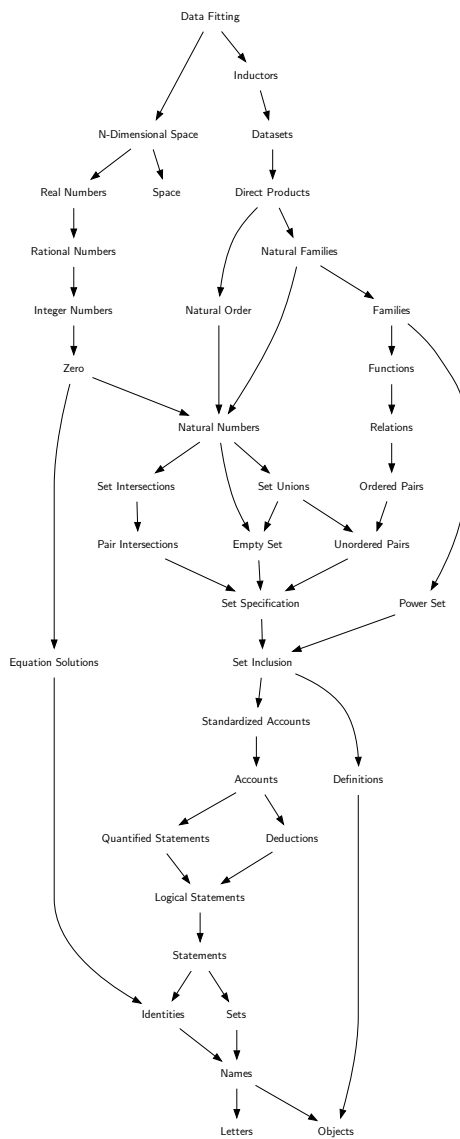 Data Fitting
Inductors
N-Dimensional Space
Datasets
Real Numbers
Space
Direct Products
Rational Numbers
Natural Families
Integer Numbers
Natural Order
Families
Zero
Functions
Natural Numbers
Relations
Set Intersections
Set Unions
Ordered Pairs
Pair Intersections
Empty Set
Unordered Pairs
Set Specification
Power Set
Equation Solutions
Set Inclusion
Standardized Accounts
Accounts
Definitions
Quantified Statements
Deductions
Logical Statements
Statements
Identities
Sets
Names
Letters
Objects